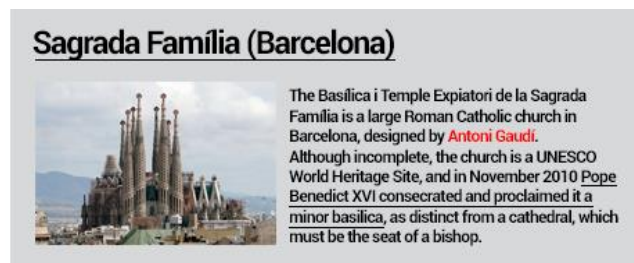 Sagrada Família (Barcelona)
The Basílica i Temple Expiatori de la Sagrada
Família is a large Roman Catholic church in
Barcelona, designed by Antoni Gaudí.
Although incomplete, the church is a UNESCO
World Heritage Site, and in November 2010 Pope
Benedict XVI consecrated and proclaimed it a
minor basilica, as distinct from a cathedral, which
must be the seat of a bishop.